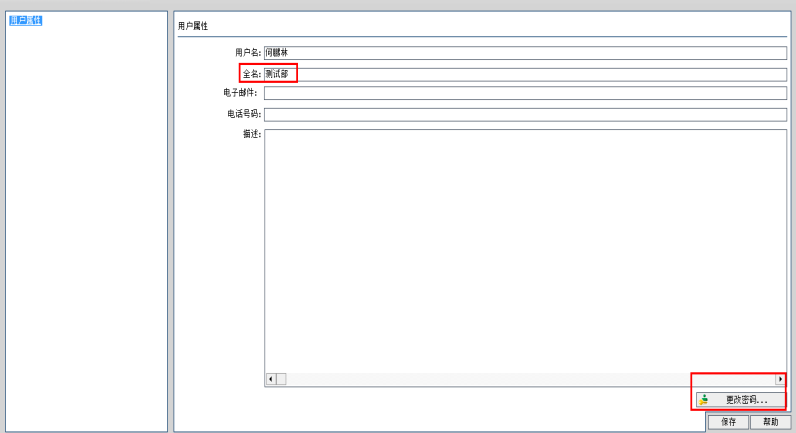 用户属性
用户属性
用户名: 何鹏林
全名: 测试部
电子邮件:
电话号码:
描述:
更改密码...
保存 帮助